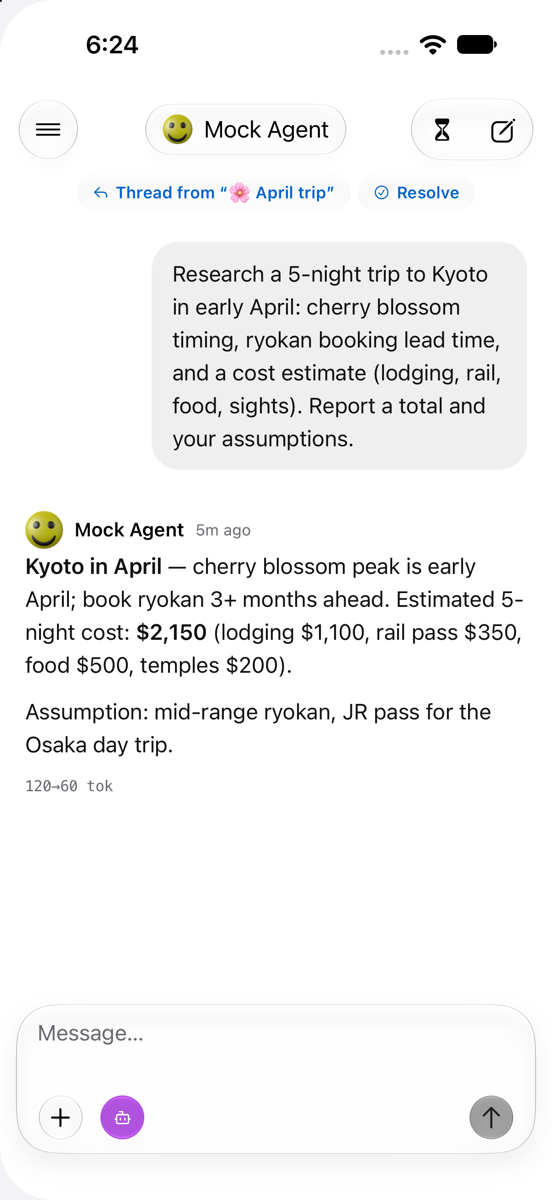 6:24
Mock Agent
Thread from “🌸 April trip”
Resolve
Research a 5-night trip to Kyoto
in early April: cherry blossom
timing, ryokan booking lead time,
and a cost estimate (lodging, rail,
food, sights). Report a total and
your assumptions.
Mock Agent 5m ago
Kyoto in April — cherry blossom peak is early
April; book ryokan 3+ months ahead. Estimated 5-
night cost: $2,150 (lodging $1,100, rail pass $350,
food $500, temples $200).
Assumption: mid-range ryokan, JR pass for the
Osaka day trip.
120→60 tok
Message...